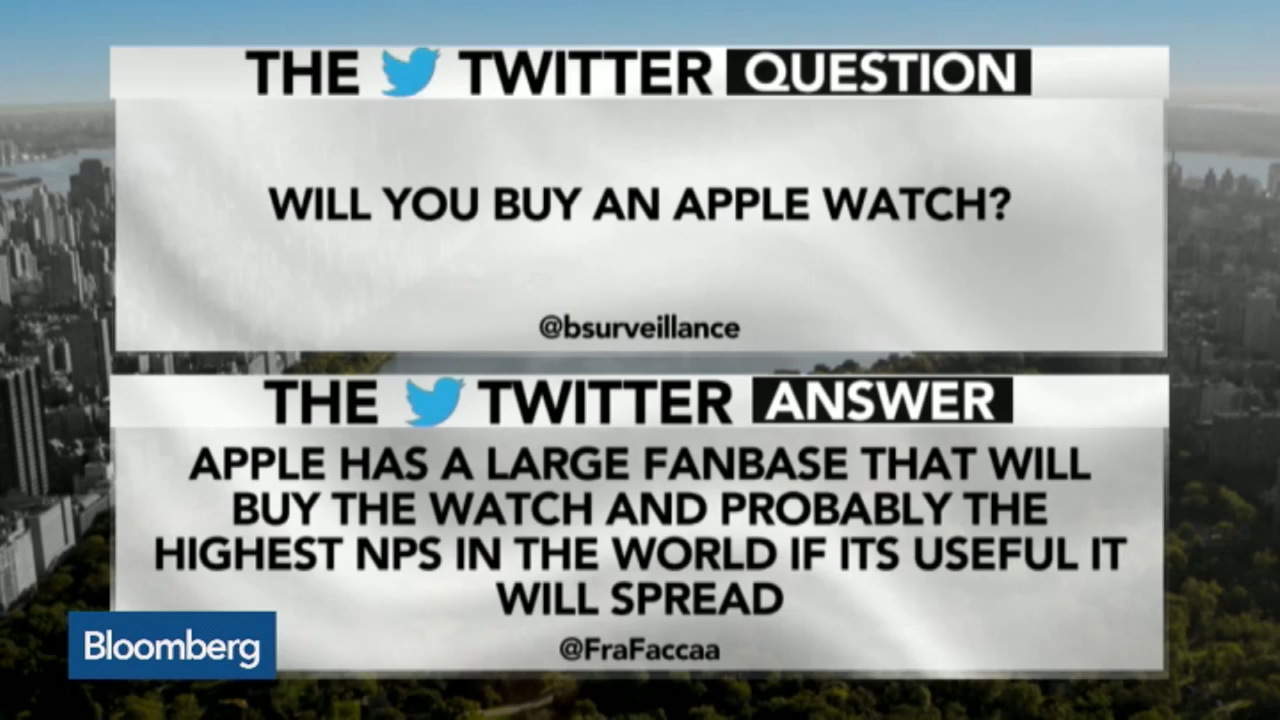 THE TWITTER QUESTION
WILL YOU BUY AN APPLE WATCH?
@bsurveillance
THE TWITTER ANSWER
APPLE HAS A LARGE FANBASE THAT WILL
BUY THE WATCH AND PROBABLY THE
HIGHEST NPS IN THE WORLD IF ITS USEFUL IT
WILL SPREAD
@FraFaccaa
Bloomberg